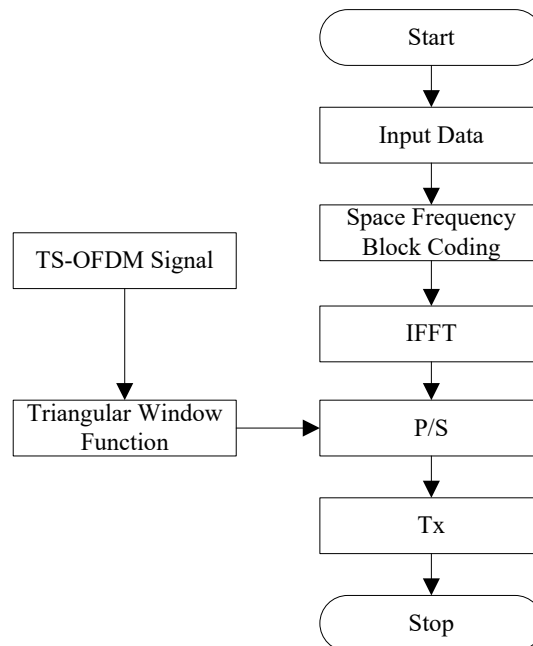 Start
Input Data
Space Frequency
Block Coding
TS-OFDM Signal
IFFT
Triangular Window
Function
P/S
Tx
Stop